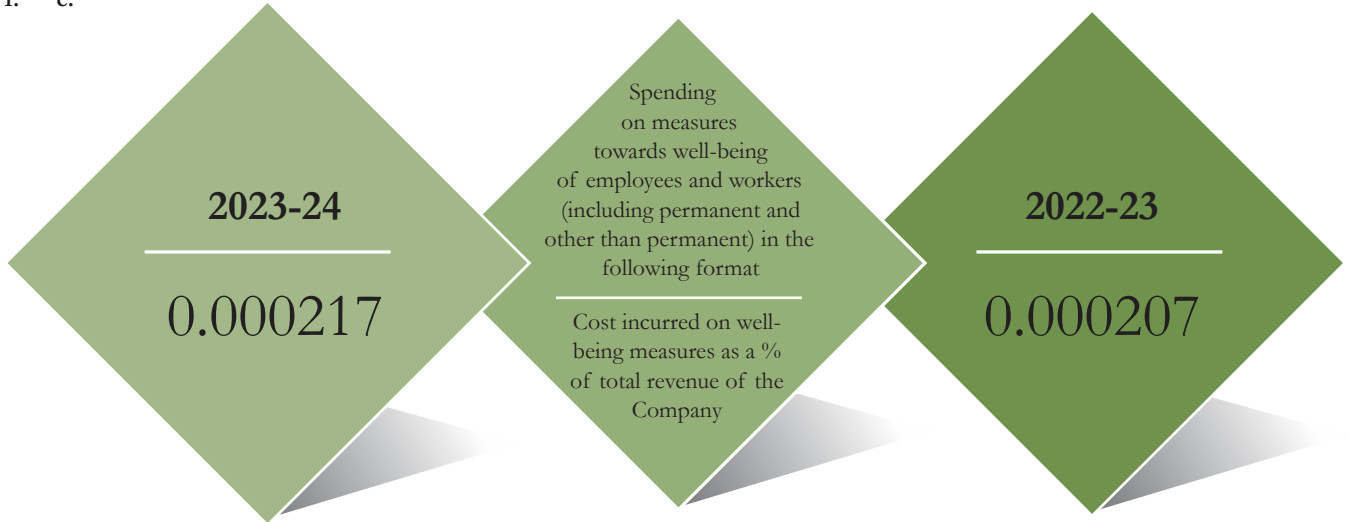 1. c.
2023-24
0.000217
Spending
on measures
towards well-being
of employees and workers
(including permanent and
other than permanent) in the
following format
Cost incurred on well-
being measures as a %
of total revenue of the
Company
2022-23
0.000207